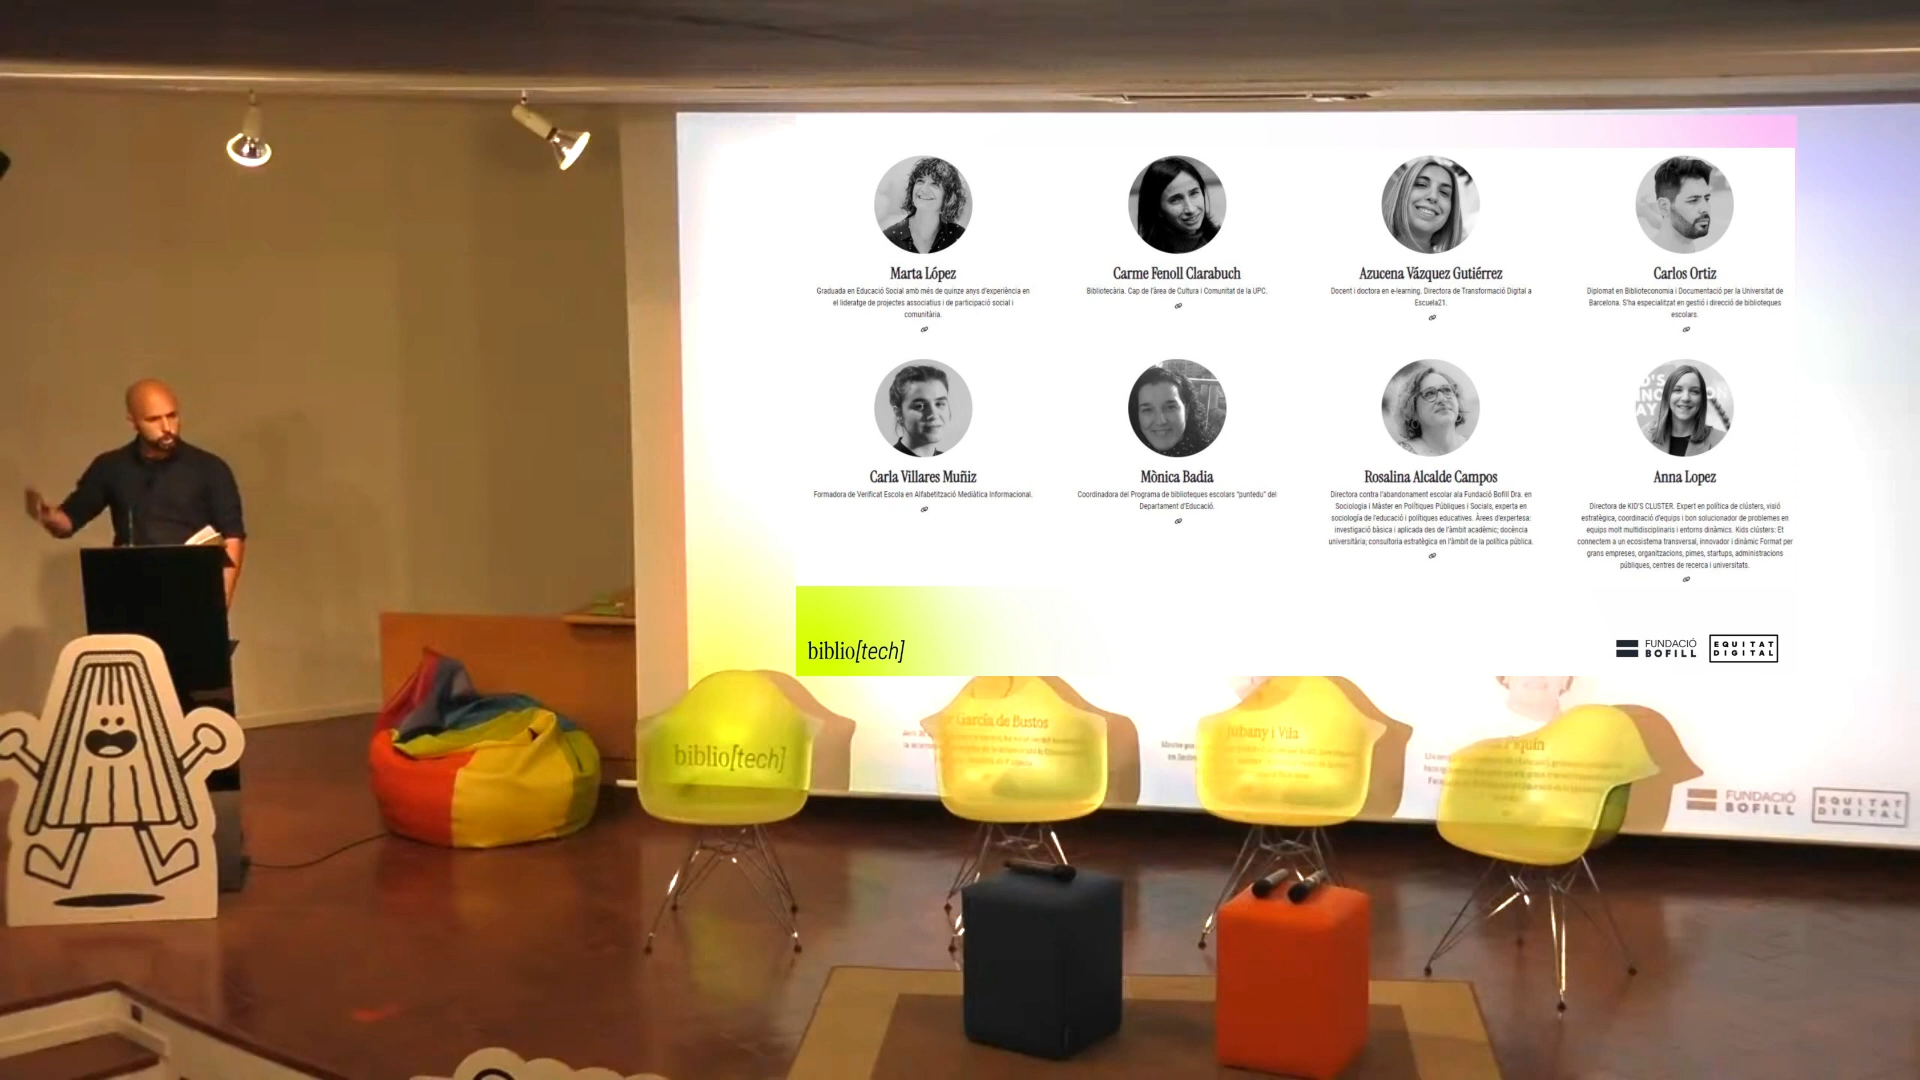 Marta López
Graduada en Educació Social amb més de quinze anys d'experiència en
el lideratge de projectes associatius i de participació social i
comunitària.
Carme Fenoll Clarabuch
Bibliotecària. Cap de l'àrea de Cultura i Comunitat de la UPC.
Azucena Vázquez Gutiérrez
Docent i doctora en e-learning. Directora de Transformació Digital a
Escuela21.
Carlos Ortiz
Diplomat en Biblioteconomia i Documentació per la Universitat de
Barcelona. S'ha especialitzat en gestió i direcció de biblioteques
escolars.
Carla Villares Muñiz
Formadora de Verificat Escola en Alfabetització Mediàtica Informacional.
Mònica Badia
Coordinadora del Programa de biblioteques escolars "puntedu" del
Departament d'Educació.
Rosalina Alcalde Campos
Directora contra l'abandonament escolar ala Fundació Bofill Dra. en
Sociologia i Màster en Polítiques Públiques i Socials, experta en
sociologia de l'educació i polítiques educatives. Àrees d'expertesa:
investigació bàsica i aplicada des de l'àmbit acadèmic; docència
universitària; consultoria estratègica en l'àmbit de la política pública.
Anna Lopez
Directora de KID'S CLUSTER. Expert en política de clústers, visió
estratègica, coordinació d'equips i bon solucionador de problemes en
equips molt multidisciplinaris i entorns dinàmics. Kids clústers: Et
connectem a un ecosistema transversal, innovador i dinàmic Format per
grans empreses, organitzacions, pimes, startups, administracions
públiques, centres de recerca i universitats.
biblio[tech]
FUNDACIÓ
BOFILL
EQUITAT
DIGITAL
García de Bustos
Jubany i Vila
Piquín
biblio[tech]
FUNDACIÓ
BOFILL
EQUITAT
DIGITAL